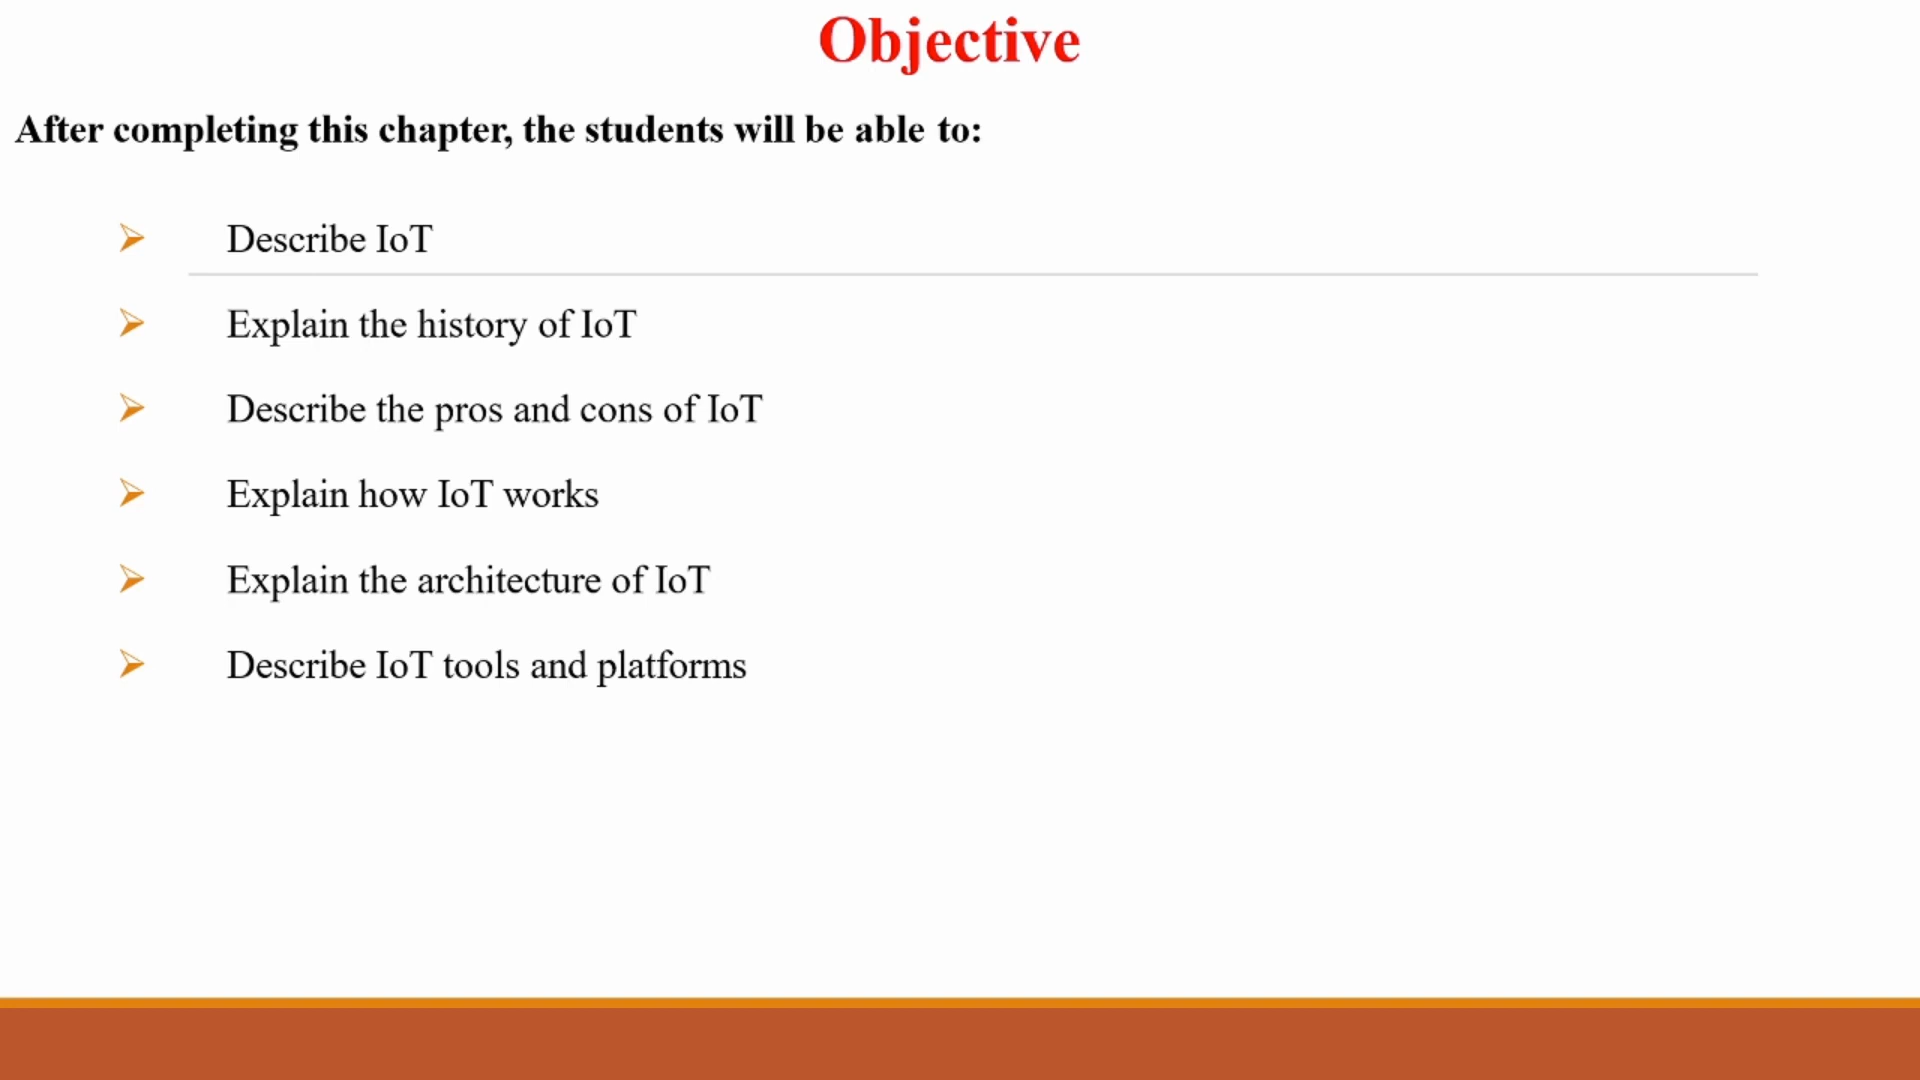 Objective
After completing this chapter, the students will be able to:
➢ Describe IoT
➢ Explain the history of IoT
➢ Describe the pros and cons of IoT
➢ Explain how IoT works
➢ Explain the architecture of IoT
➢ Describe IoT tools and platforms